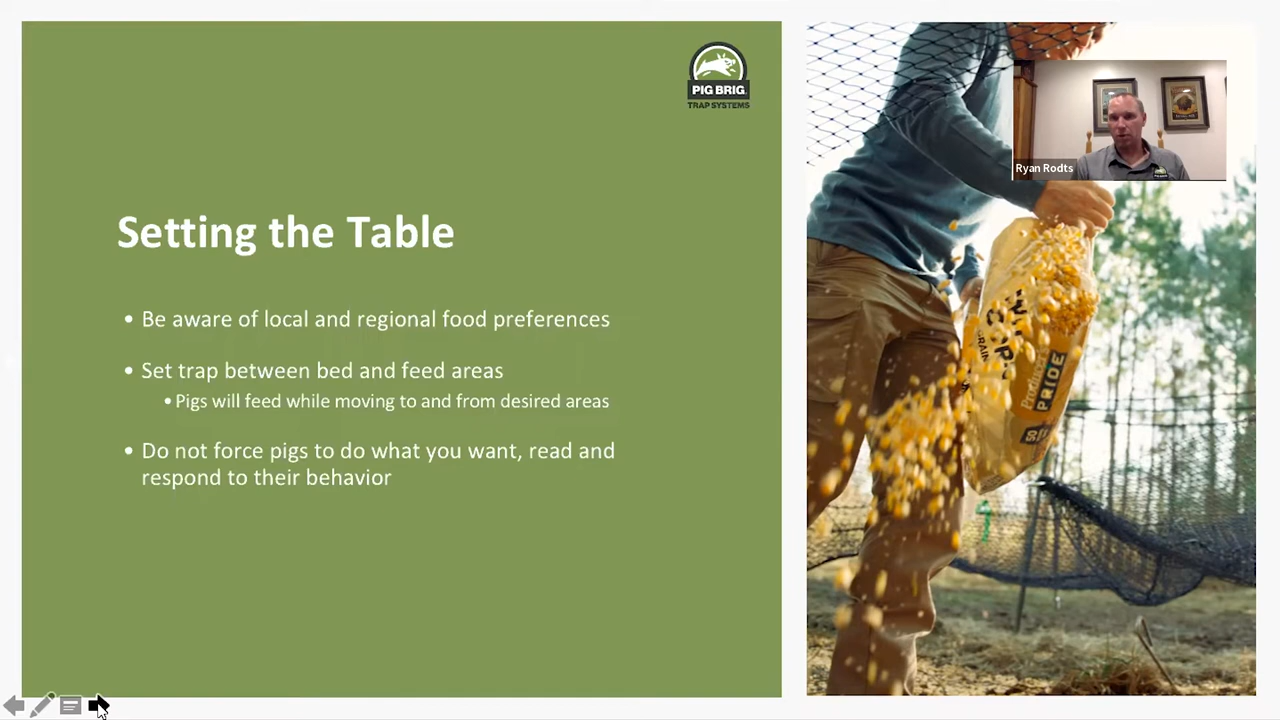 PIG BRIG
TRAP SYSTEMS
Setting the Table
• Be aware of local and regional food preferences
• Set trap between bed and feed areas
• Pigs will feed while moving to and from desired areas
• Do not force pigs to do what you want, read and
respond to their behavior
Ryan Rodts
PRIDE
50